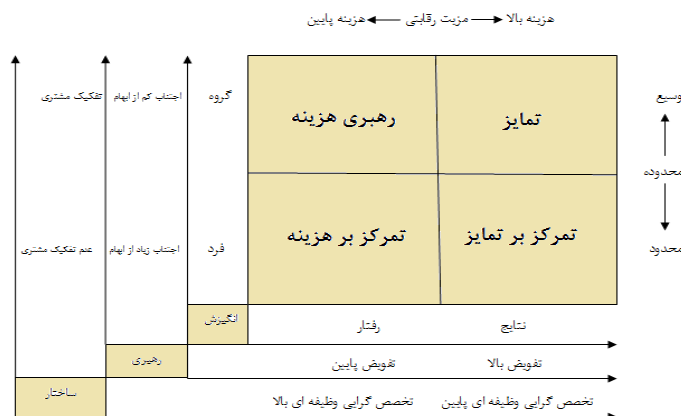 هزینه بالا مزیت رقابتی هزینه پایین
وسیع تمایز رهبری هزینه گروه اجتناب کم از ابهام تفکیک مشتری
محدوده
محدود تمرکز بر تمایز تمرکز بر هزینه فرد اجتناب زیاد از ابهام عدم تفکیک مشتری
نتایج رفتار انگیزش
تفویض بالا تفویض پایین رهبری
تخصص گرایی وظیفه ای پایین تخصص گرایی وظیفه ای بالا ساختار